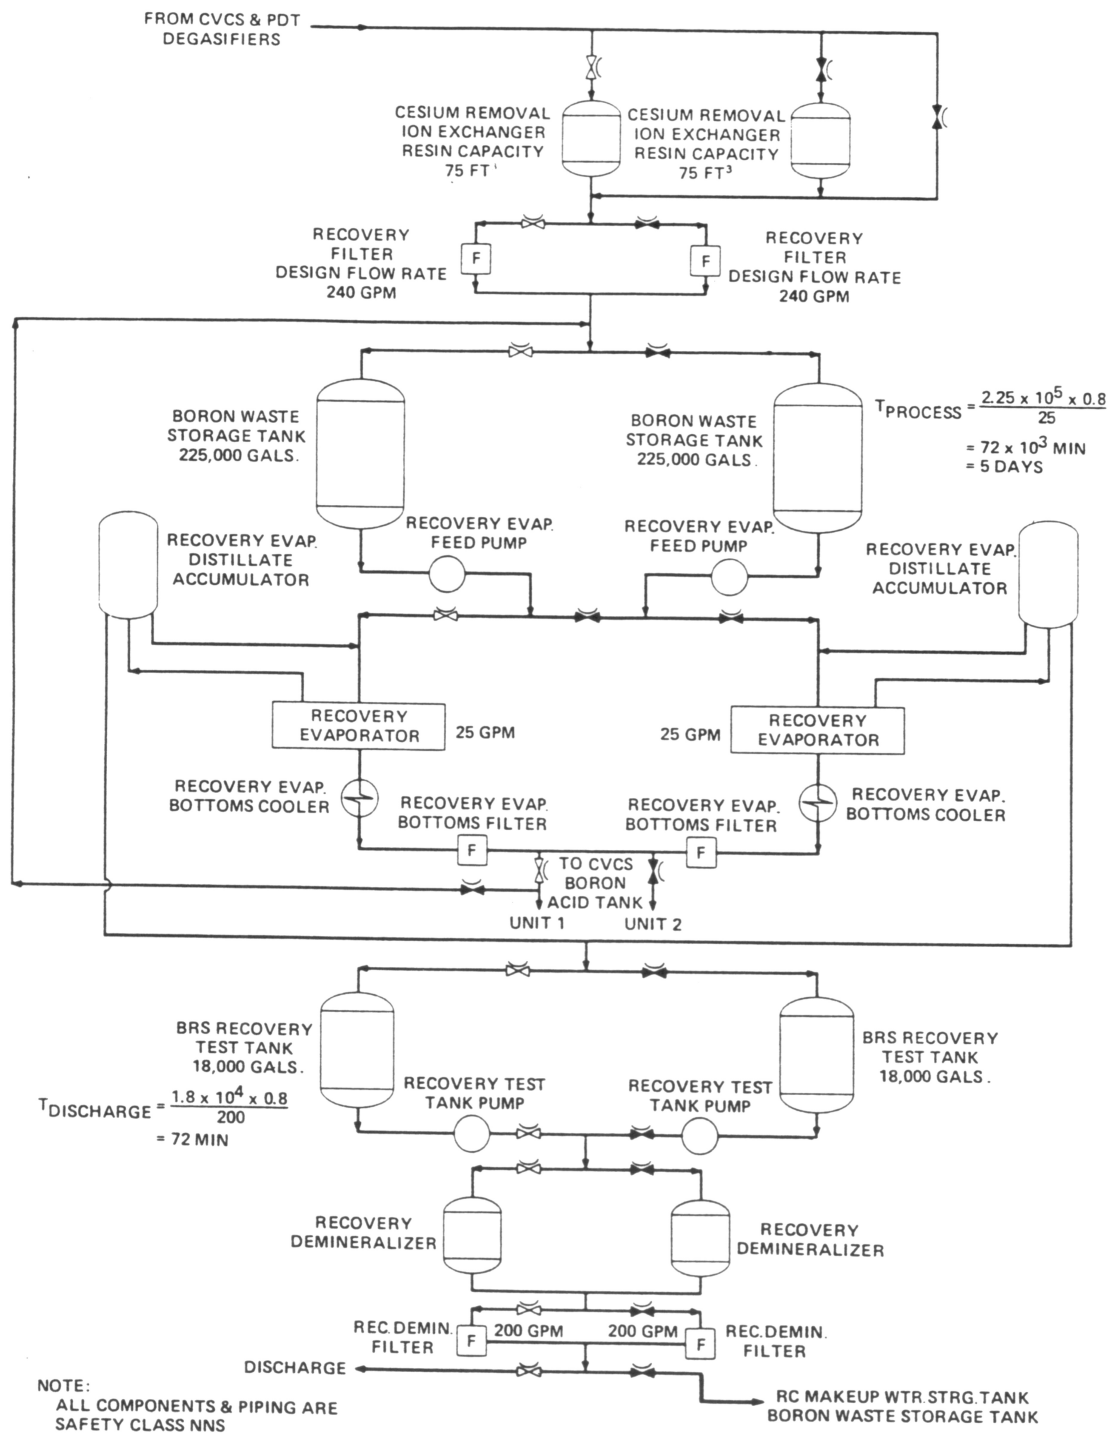 FROM CVCS & PDT
DEGASIFIERS
CESIUM REMOVAL
ION EXCHANGER
RESIN CAPACITY
75 FT
CESIUM REMOVAL
ION EXCHANGER
RESIN CAPACITY
75 FT³
RECOVERY
FILTER
DESIGN FLOW RATE
240 GPM
F
F
RECOVERY
FILTER
DESIGN FLOW RATE
240 GPM
BORON WASTE
STORAGE TANK
225,000 GALS.
BORON WASTE
STORAGE TANK
225,000 GALS.
T PROCESS = 2.25 x 10⁵ x 0.8
25
= 72 x 10³ MIN
= 5 DAYS
RECOVERY EVAP.
DISTILLATE
ACCUMULATOR
RECOVERY EVAP.
FEED PUMP
RECOVERY EVAP.
FEED PUMP
RECOVERY EVAP.
DISTILLATE
ACCUMULATOR
RECOVERY
EVAPORATOR
25 GPM
25 GPM
RECOVERY
EVAPORATOR
RECOVERY EVAP.
BOTTOMS COOLER
RECOVERY EVAP.
BOTTOMS FILTER
RECOVERY EVAP.
BOTTOMS FILTER
RECOVERY EVAP.
BOTTOMS COOLER
F
F
TO CVCS
BORON
ACID TANK
UNIT 1
UNIT 2
BRS RECOVERY
TEST TANK
18,000 GALS.
BRS RECOVERY
TEST TANK
18,000 GALS.
T DISCHARGE = 1.8 x 10⁴ x 0.8
200
= 72 MIN
RECOVERY TEST
TANK PUMP
RECOVERY TEST
TANK PUMP
RECOVERY
DEMINERALIZER
RECOVERY
DEMINERALIZER
REC.DEMIN.
FILTER
F
200 GPM
200 GPM
F
REC.DEMIN.
FILTER
DISCHARGE
RC MAKEUP WTR.STRG.TANK
BORON WASTE STORAGE TANK
NOTE:
ALL COMPONENTS & PIPING ARE
SAFETY CLASS NNS